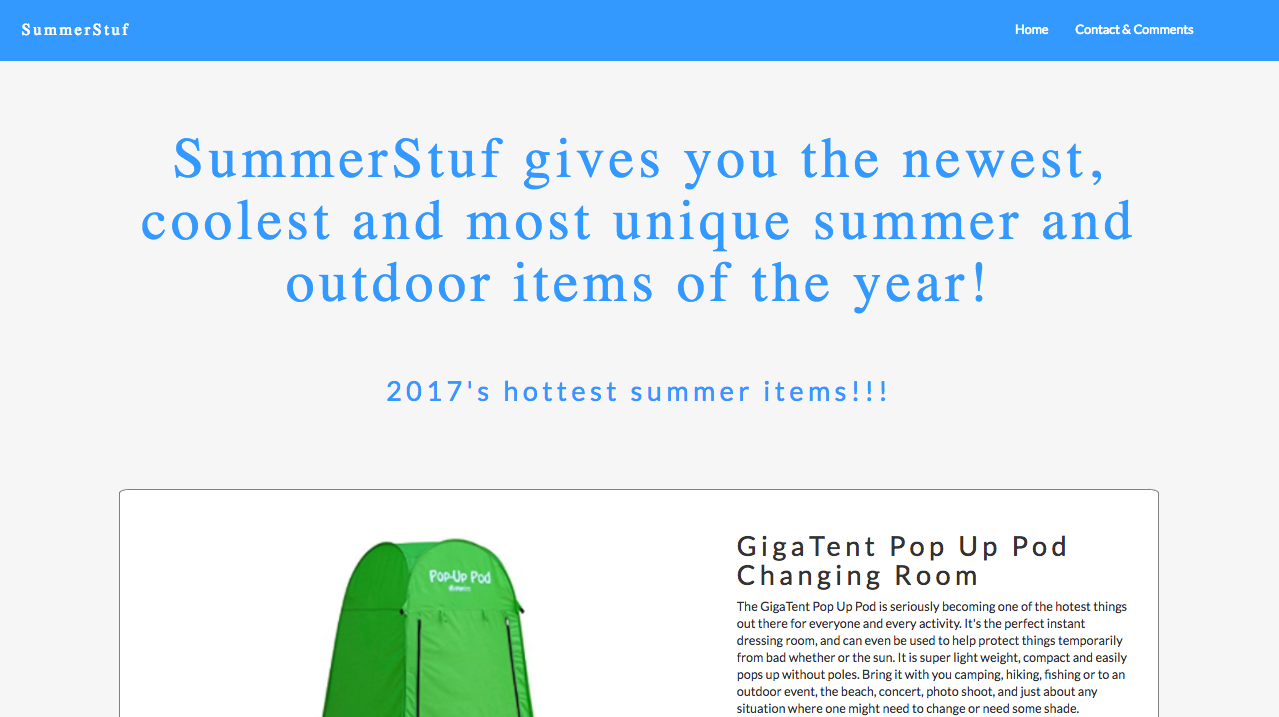 SummerStuf
Home
Contact & Comments
SummerStuf gives you the newest,
coolest and most unique summer and
outdoor items of the year!
2017's hottest summer items!!!
Pop-Up Pod
GigaTent Pop Up Pod
Changing Room
The GigaTent Pop Up Pod is seriously becoming one of the hotest things
out there for everyone and every activity. It's the perfect instant
dressing room, and can even be used to help protect things temporarily
from bad whether or the sun. It is super light weight, compact and easily
pops up without poles. Bring it with you camping, hiking, fishing or to an
outdoor event, the beach, concert, photo shoot, and just about any
situation where one might need to change or need some shade.